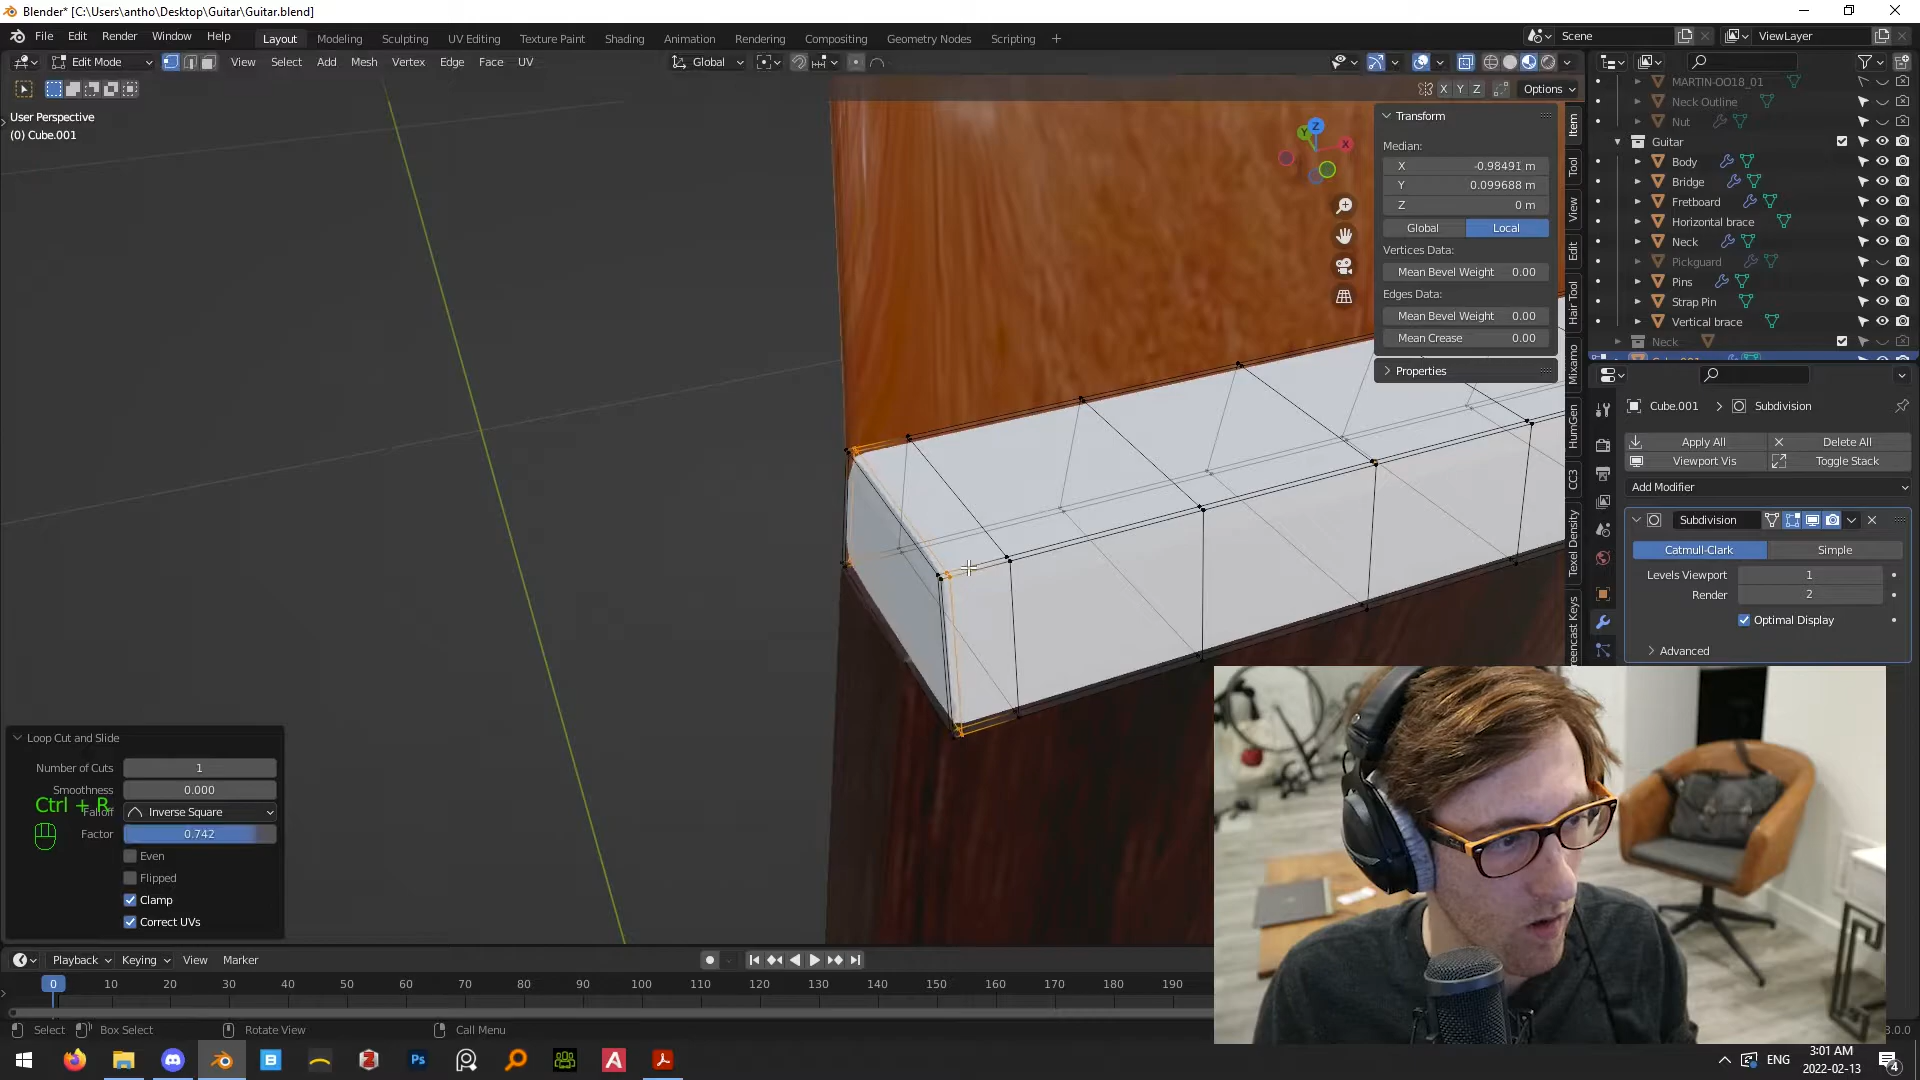 Blender* [C:\Users\antho\Desktop\Guitar\Guitar.blend]
File Edit Render Window Help Layout Modeling Sculpting UV Editing Texture Paint Shading Animation Rendering Compositing Geometry Nodes Scripting + Scene ViewLayer
Edit Mode View Select Add Mesh Vertex Edge Face UV Global
X Y Z Options
User Perspective
(0) Cube.001
Transform
Median:
X -0.98491 m
Y 0.099688 m
Z 0 m
Global Local
Vertices Data:
Mean Bevel Weight 0.00
Edges Data:
Mean Bevel Weight 0.00
Mean Crease 0.00
Properties
Z
Y
X
Item
Tool
View
Edit
Hair Tool
Mixamo
HumGen
CC3
Texel Density
reencast Keys
MARTIN-OO18_01
Neck Outline
Nut
Guitar
Body
Bridge
Fretboard
Horizontal brace
Neck
Pickguard
Pins
Strap Pin
Vertical brace
Neck
Cube.001 > Subdivision
Apply All Delete All
Viewport Vis Toggle Stack
Add Modifier
Subdivision
Catmull-Clark Simple
Levels Viewport 1
Render 2
Optimal Display
Advanced
Loop Cut and Slide
Number of Cuts 1
Smoothness 0.000
Ctrl + R
Falloff Inverse Square
Factor 0.742
Even
Flipped
Clamp
Correct UVs
Playback Keying View Marker
0 10 20 30 40 50 60 70 80 90 100 110 120 130 140 150 160 170 180 190
Select Box Select Rotate View Call Menu
3.0.0
Ps
A
ENG
3:01 AM
2022-02-13
4